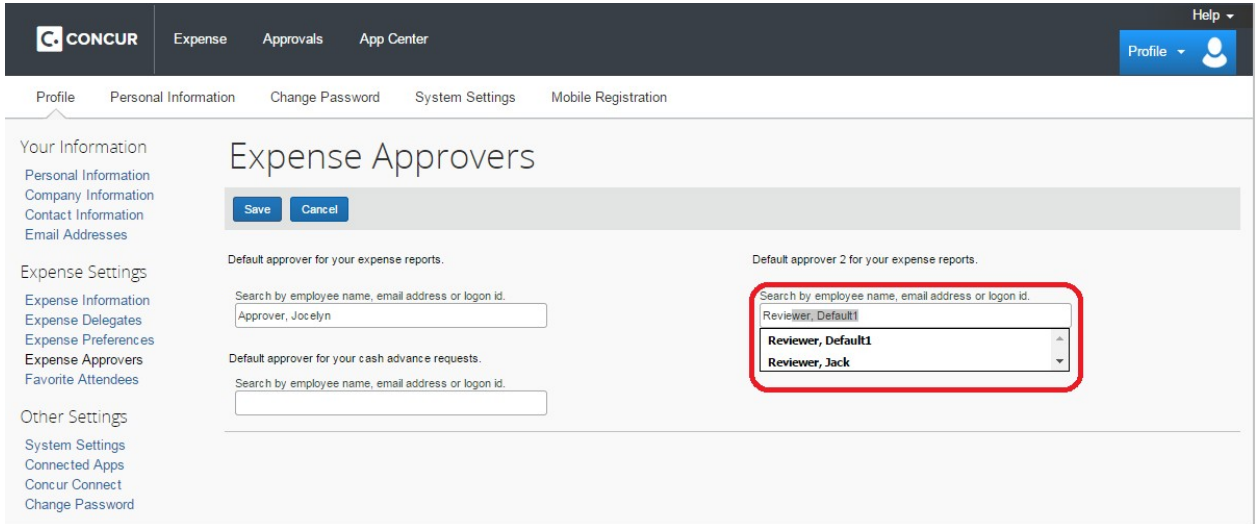 Help
C. CONCUR Expense Approvals App Center
Profile
Profile Personal Information Change Password System Settings Mobile Registration
Your Information
Personal Information
Company Information
Contact Information
Email Addresses
Expense Settings
Expense Information
Expense Delegates
Expense Preferences
Expense Approvers
Favorite Attendees
Other Settings
System Settings
Connected Apps
Concur Connect
Change Password
Expense Approvers
Save Cancel
Default approver for your expense reports.
Search by employee name, email address or logon id.
Approver, Jocelyn
Default approver for your cash advance requests.
Search by employee name, email address or logon id.
Default approver 2 for your expense reports.
Search by employee name, email address or logon id.
Reviewer, Default1
Reviewer, Default1
Reviewer, Jack